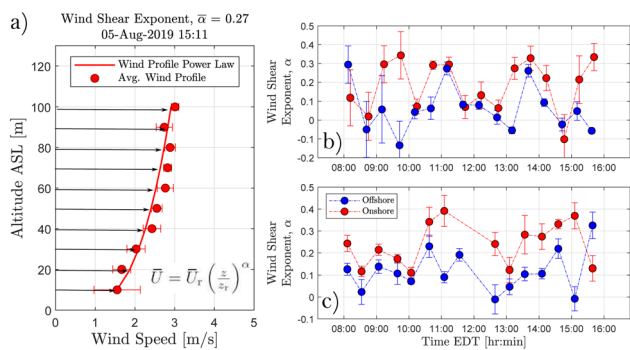 a)
Wind Shear Exponent, α̅ = 0.27
05-Aug-2019 15:11
Wind Profile Power Law
Avg. Wind Profile
Altitude ASL [m]
120
100
80
60
40
20
0
U̅ = U̅r (z/zr)^α
0 1 2 3 4 5
Wind Speed [m/s]
Wind Shear
Exponent, α
0.5
0.4
0.3
0.2
0.1
0
-0.1
-0.2
b)
08:00 09:00 10:00 11:00 12:00 13:00 14:00 15:00 16:00
Wind Shear
Exponent, α
0.5
0.4
0.3
0.2
0.1
0
-0.1
Offshore
Onshore
c)
08:00 09:00 10:00 11:00 12:00 13:00 14:00 15:00 16:00
Time EDT [hr:min]